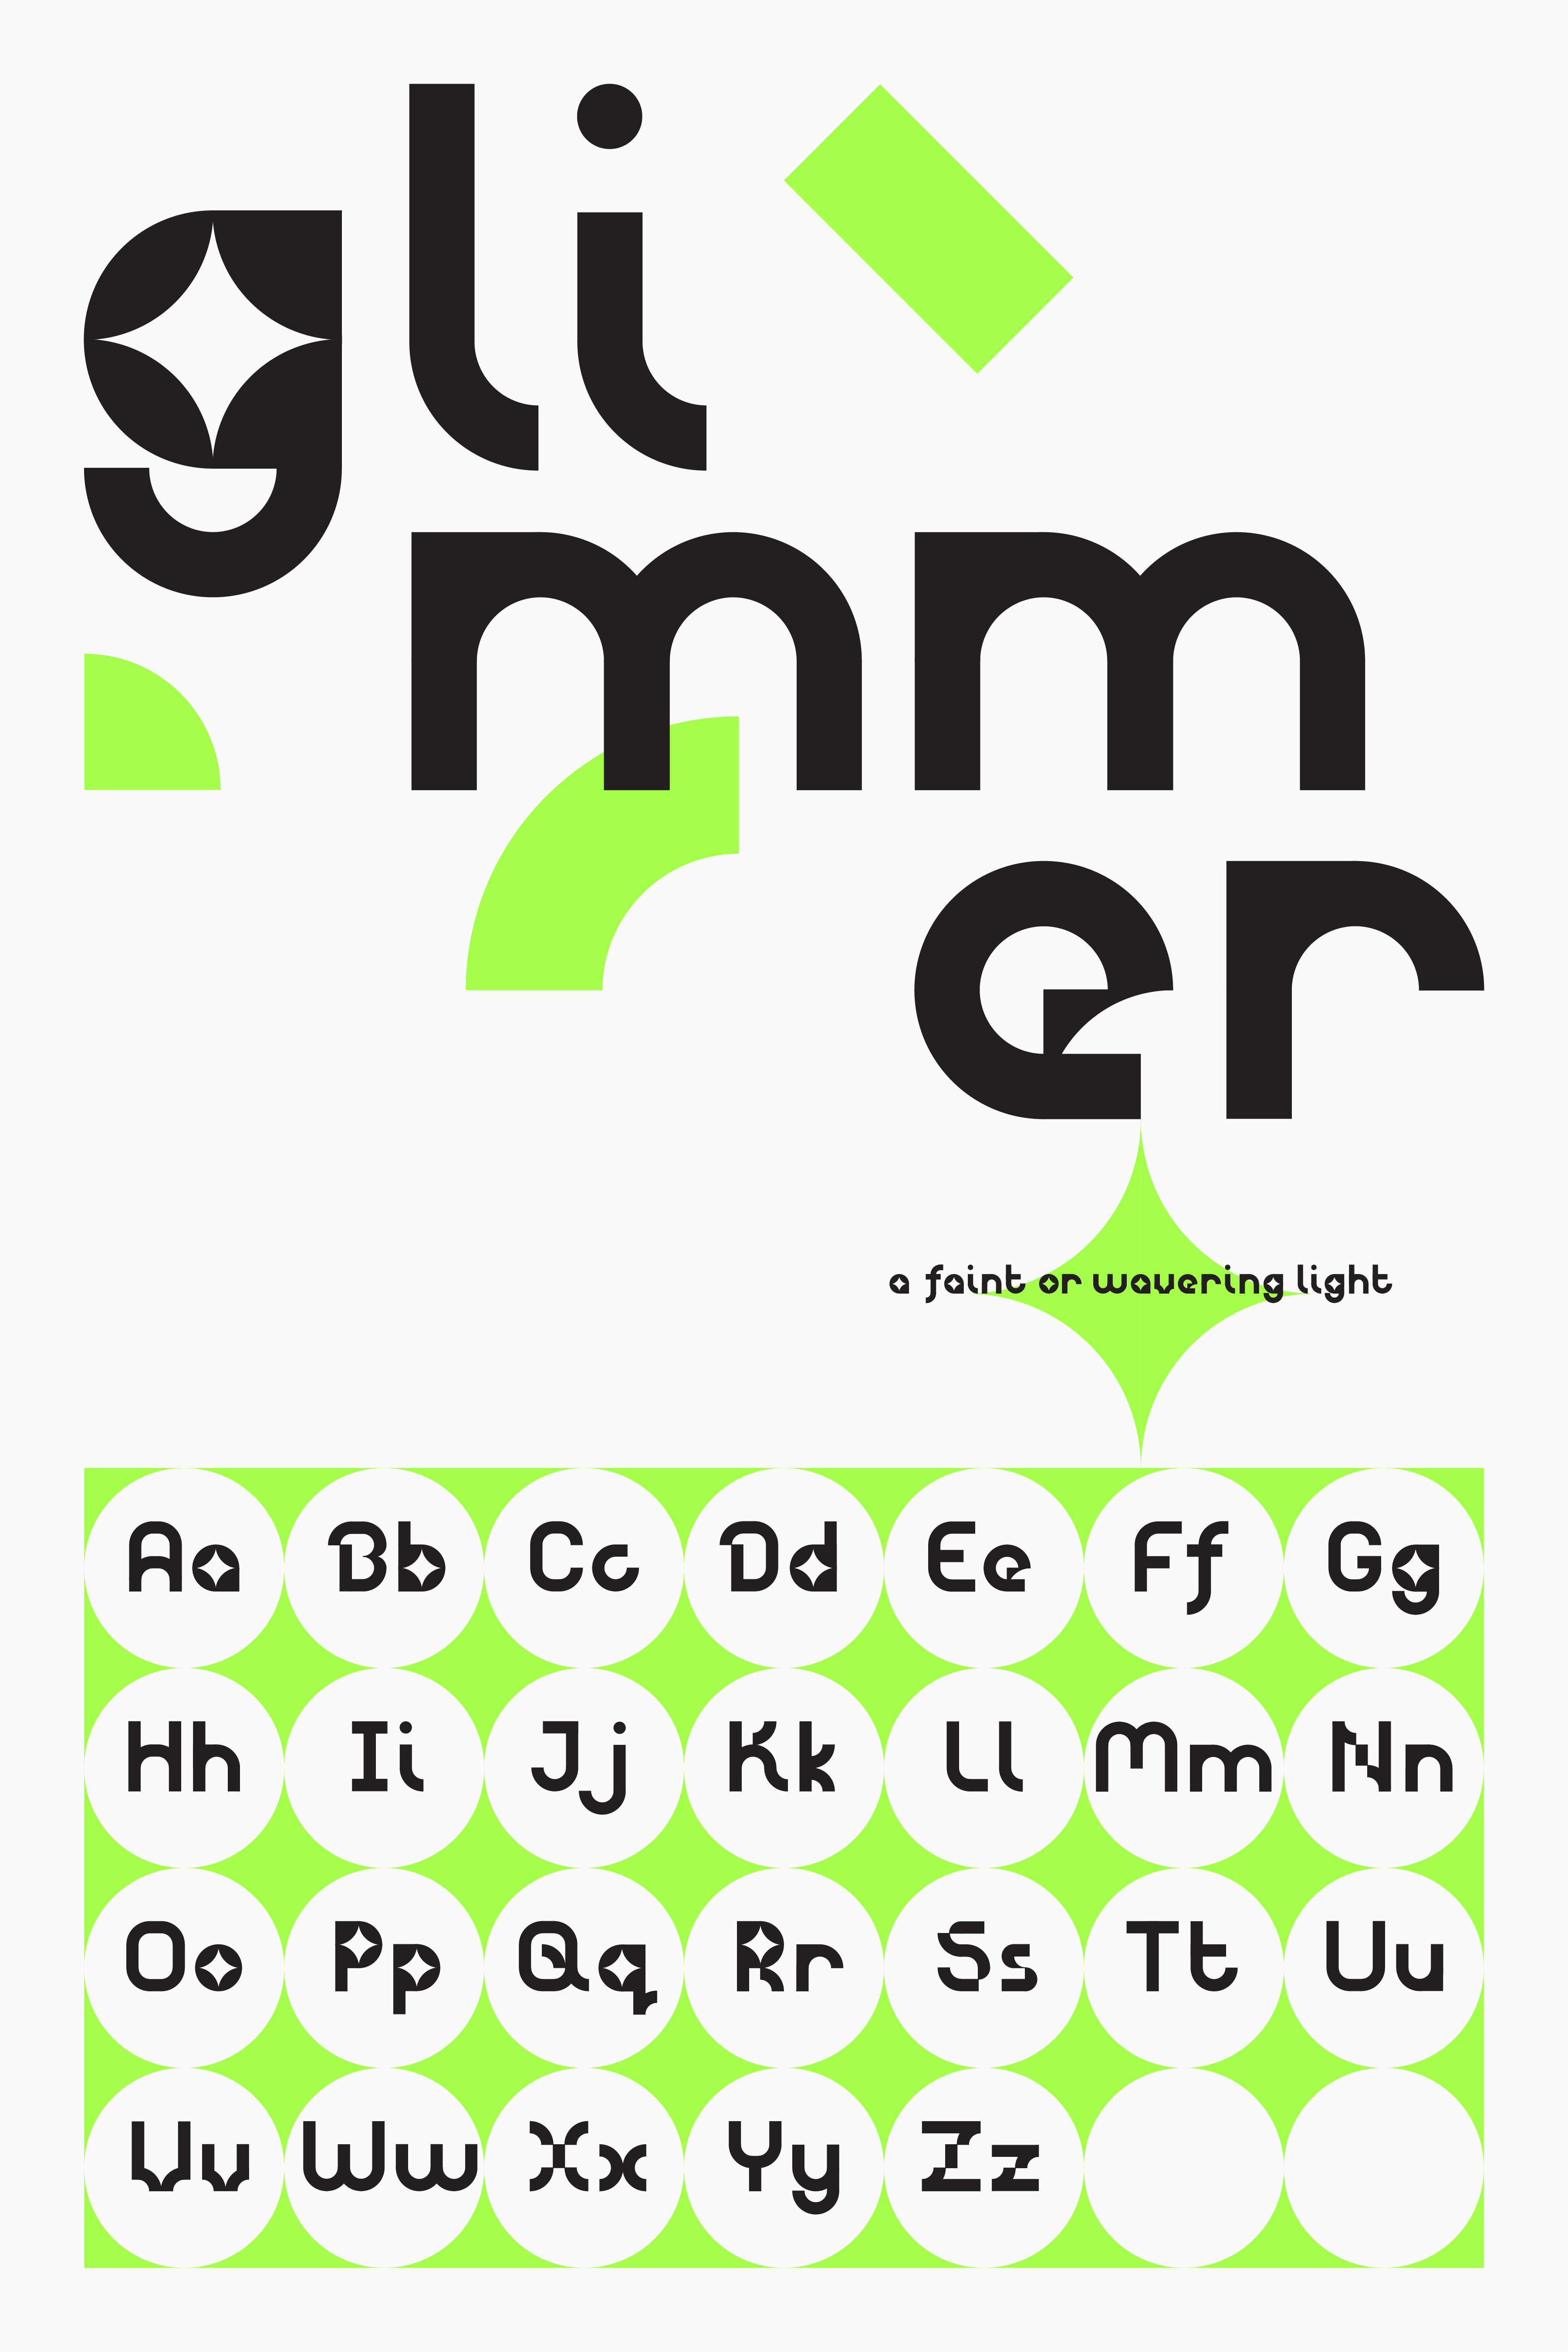 gli
mm
er
a faint or wavering light
Aa Bb Cc Dd Ee Ff Gg
Hh Ii Jj Kk Ll Mm Nn
Oo Pp Qq Rr Ss Tt Uu
Vv Ww Xx Yy Zz